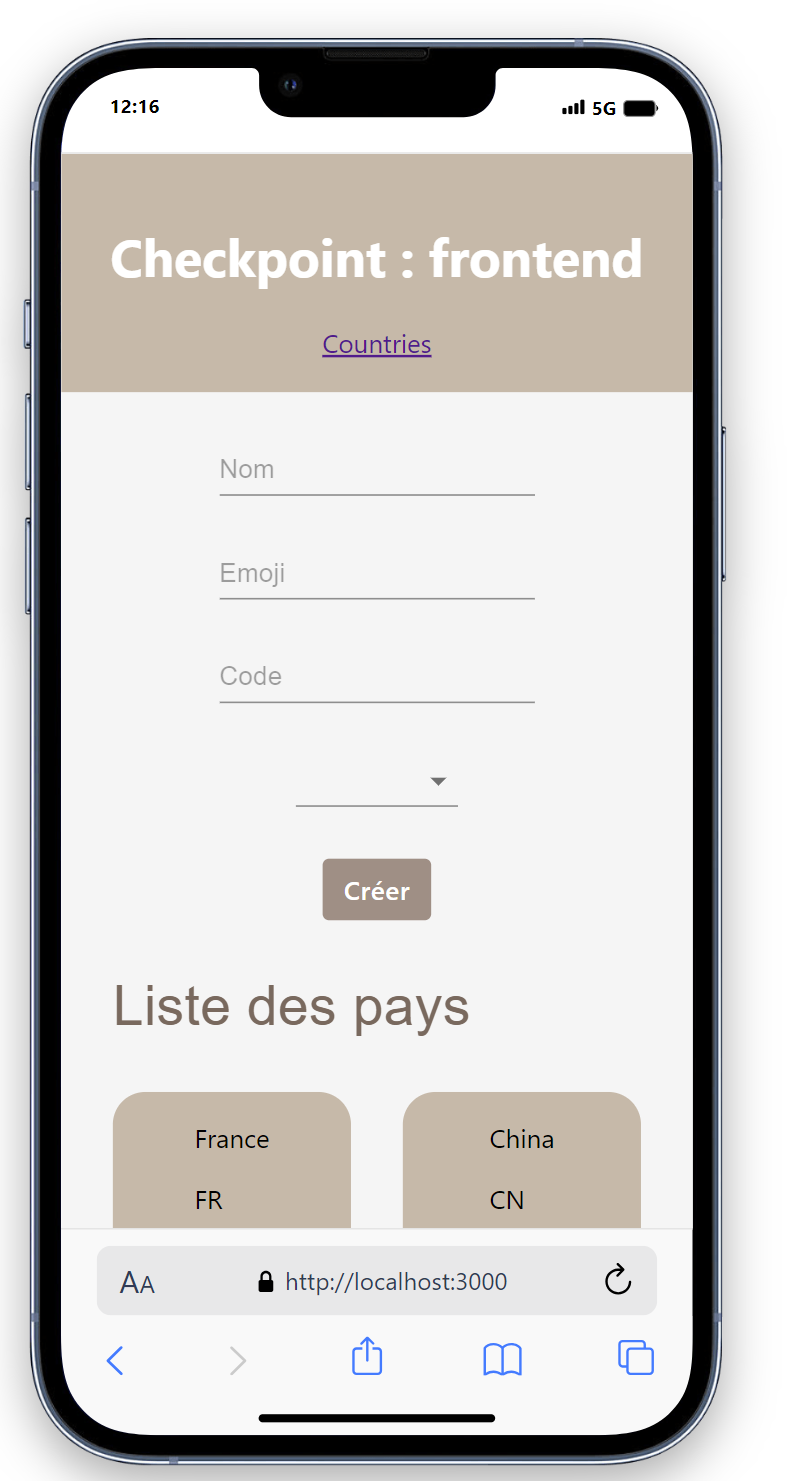 12:16
5G
Checkpoint : frontend
Countries
Nom
Emoji
Code
Créer
Liste des pays
France
China
FR
CN
AA
http://localhost:3000